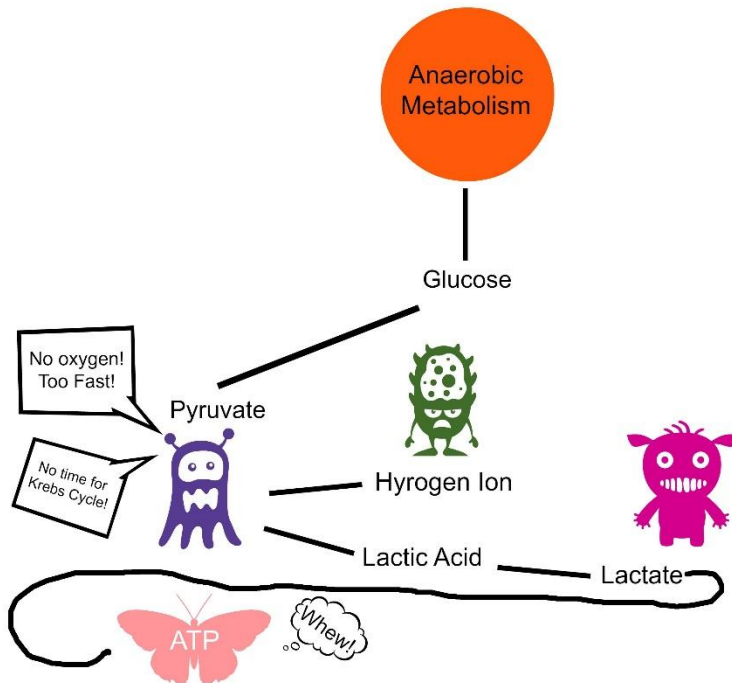 Anaerobic
Metabolism
Glucose
No oxygen!
Too Fast!
Pyruvate
No time for
Krebs Cycle!
Hyrogen Ion
Lactic Acid
Lactate
ATP
Whew!